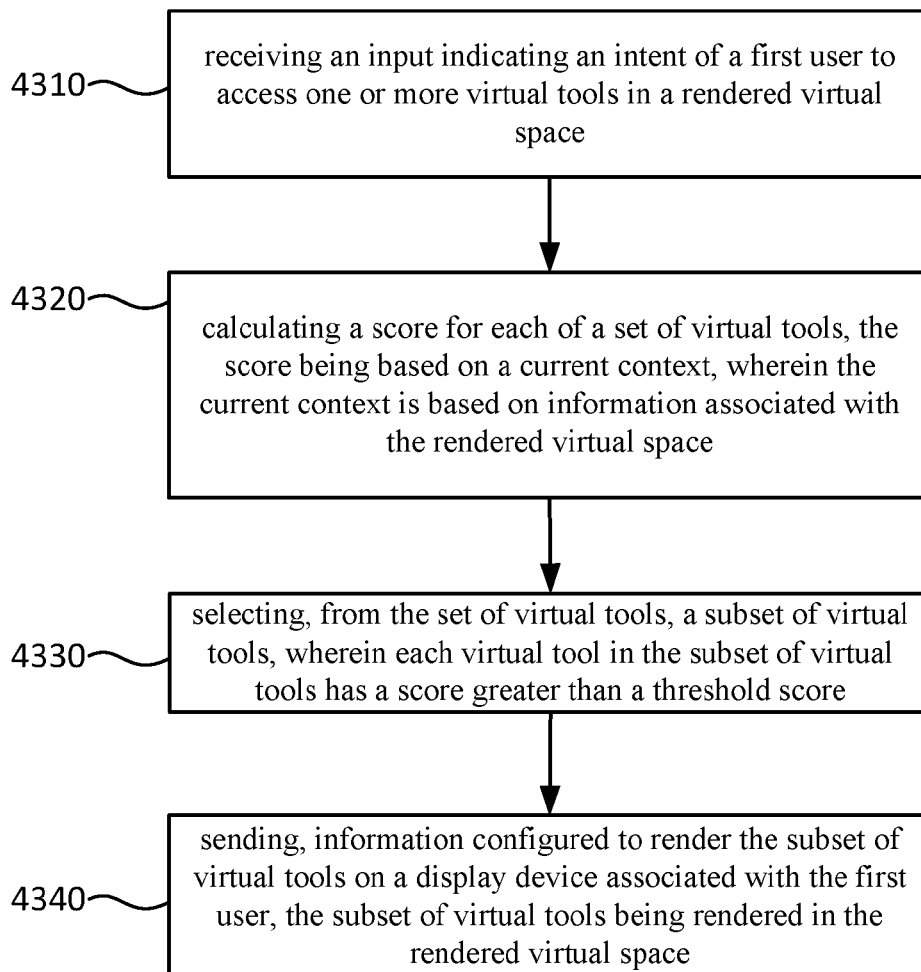 4310
receiving an input indicating an intent of a first user to
access one or more virtual tools in a rendered virtual
space
4320
calculating a score for each of a set of virtual tools, the
score being based on a current context, wherein the
current context is based on information associated with
the rendered virtual space
4330
selecting, from the set of virtual tools, a subset of virtual
tools, wherein each virtual tool in the subset of virtual
tools has a score greater than a threshold score
4340
sending, information configured to render the subset of
virtual tools on a display device associated with the first
user, the subset of virtual tools being rendered in the
rendered virtual space